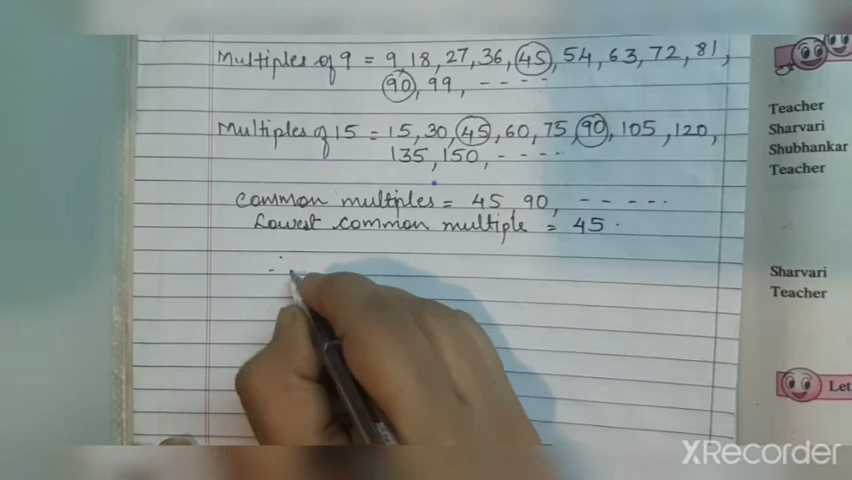 Multiples of 9 = 9, 18, 27, 36, 45, 54, 63, 72, 81,
90, 99, - - - -
Multiples of 15 = 15, 30, 45, 60, 75, 90, 105, 120,
135, 150, - - - -
Common multiples = 45, 90, - - - - -.
Lowest common multiple = 45.
∴
Teacher
Sharvari
Shubhankar
Teacher
Sharvari
Teacher
Let
XRecorder